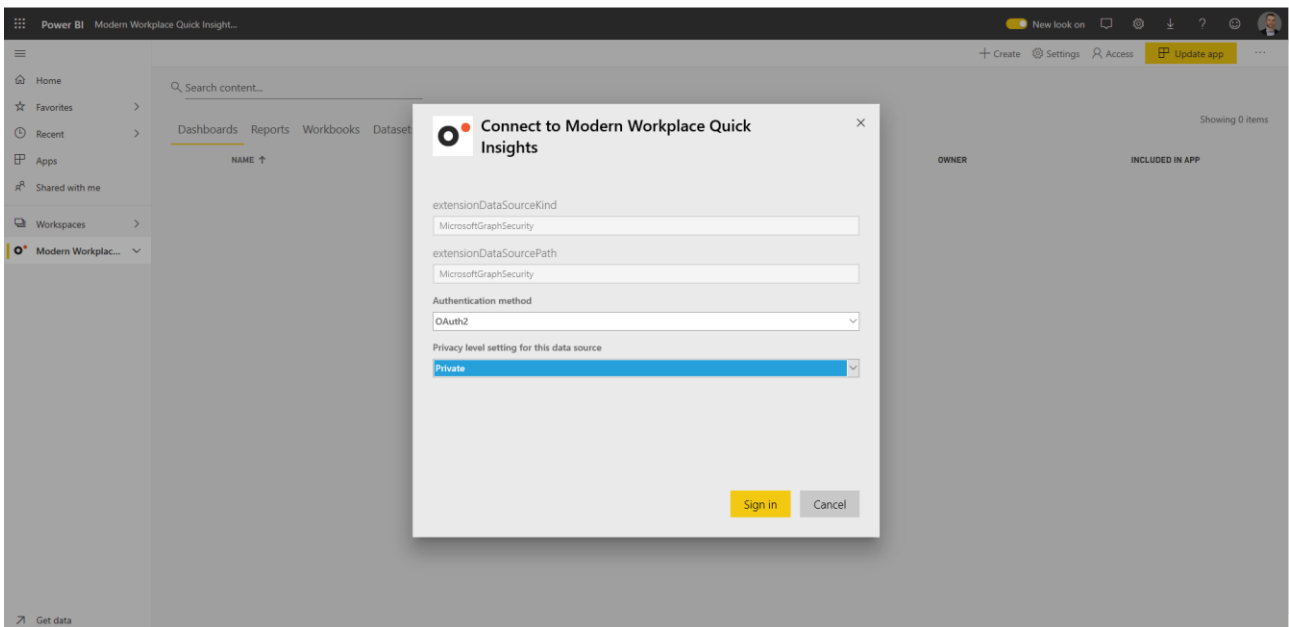 Power BI Modern Workplace Quick Insight...
New look on
?
Create Settings Access Update app ...
Home
Search content...
Favorites
Recent
Dashboards Reports Workbooks Dataset
Showing 0 items
Apps
NAME ↑
OWNER
INCLUDED IN APP
Shared with me
Workspaces
Modern Workplac...
Get data
Connect to Modern Workplace Quick
Insights
extensionDataSourceKind
MicrosoftGraphSecurity
extensionDataSourcePath
MicrosoftGraphSecurity
Authentication method
OAuth2
Privacy level setting for this data source
Private
Sign in Cancel